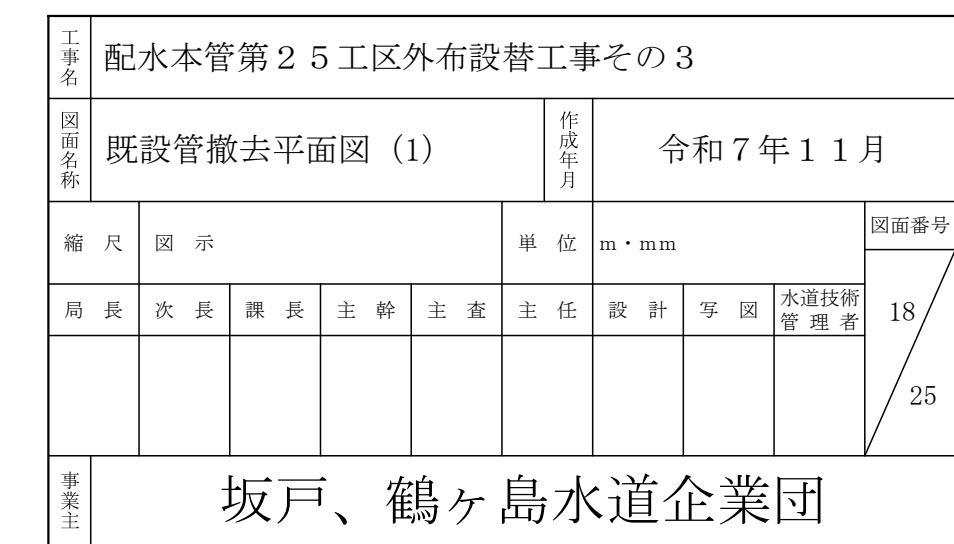 工事名 配水本管第２５工区外布設替工事その３
図面名称 既設管撤去平面図 (1) 作成年月 令和７年１１月
縮 尺 図 示 単 位 m・mm 図面番号
局 長 次 長 課 長 主 幹 主 査 主 任 設 計 写 図 水道技術
管 理 者
18/25
事業主 坂戸、鶴ヶ島水道企業団